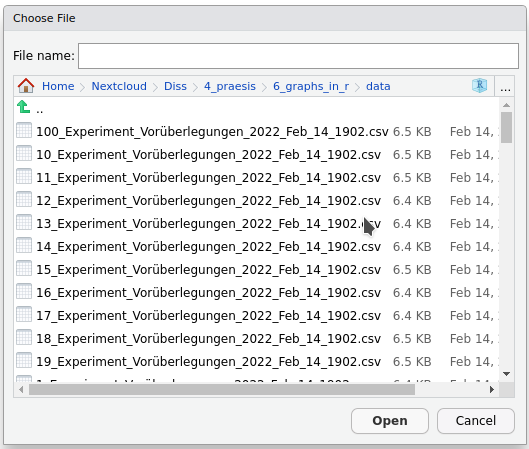 Choose File
File name:
Home Nextcloud Diss 4_praesis 6_graphs_in_r data R ...
..
100_Experiment_Vorüberlegungen_2022_Feb_14_1902.csv 6.5 KB Feb 14,
10_Experiment_Vorüberlegungen_2022_Feb_14_1902.csv 6.5 KB Feb 14,
11_Experiment_Vorüberlegungen_2022_Feb_14_1902.csv 6.5 KB Feb 14,
12_Experiment_Vorüberlegungen_2022_Feb_14_1902.csv 6.4 KB Feb 14,
13_Experiment_Vorüberlegungen_2022_Feb_14_1902.csv 6.4 KB Feb 14,
14_Experiment_Vorüberlegungen_2022_Feb_14_1902.csv 6.4 KB Feb 14,
15_Experiment_Vorüberlegungen_2022_Feb_14_1902.csv 6.5 KB Feb 14,
16_Experiment_Vorüberlegungen_2022_Feb_14_1902.csv 6.4 KB Feb 14,
17_Experiment_Vorüberlegungen_2022_Feb_14_1902.csv 6.4 KB Feb 14,
18_Experiment_Vorüberlegungen_2022_Feb_14_1902.csv 6.5 KB Feb 14,
19_Experiment_Vorüberlegungen_2022_Feb_14_1902.csv 6.5 KB Feb 14,
Open Cancel